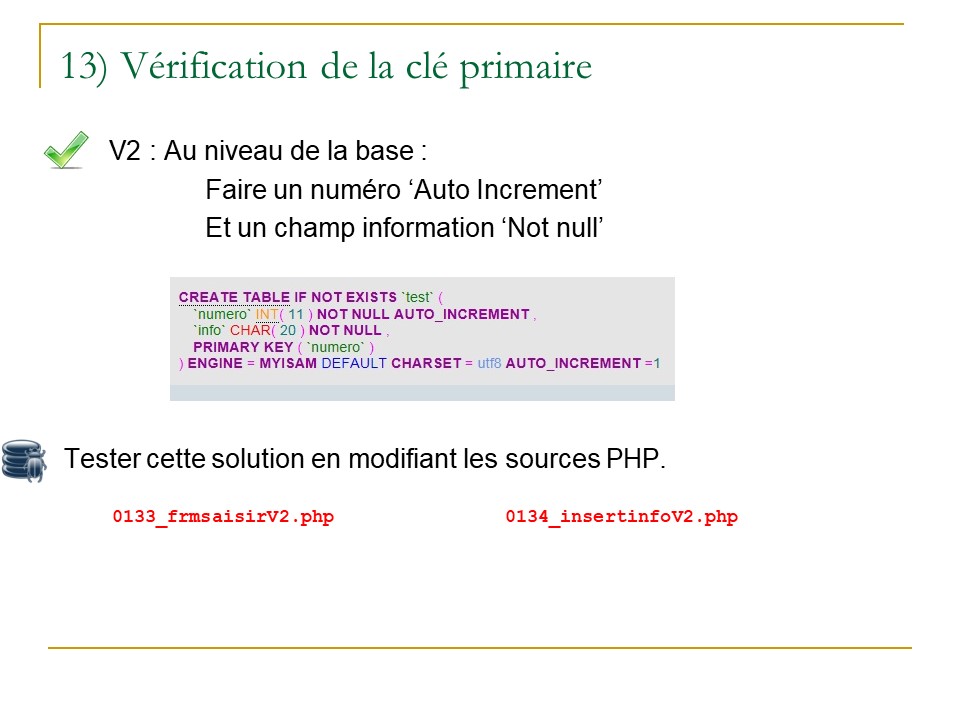 13) Vérification de la clé primaire
V2 : Au niveau de la base :
Faire un numéro ‘Auto Increment’
Et un champ information ‘Not null’
CREATE TABLE IF NOT EXISTS `test` (
`numero` INT( 11 ) NOT NULL AUTO_INCREMENT ,
`info` CHAR( 20 ) NOT NULL ,
PRIMARY KEY ( `numero` )
) ENGINE = MYISAM DEFAULT CHARSET = utf8 AUTO_INCREMENT =1
Tester cette solution en modifiant les sources PHP.
0133_frmsaisirV2.php 0134_insertinfoV2.php